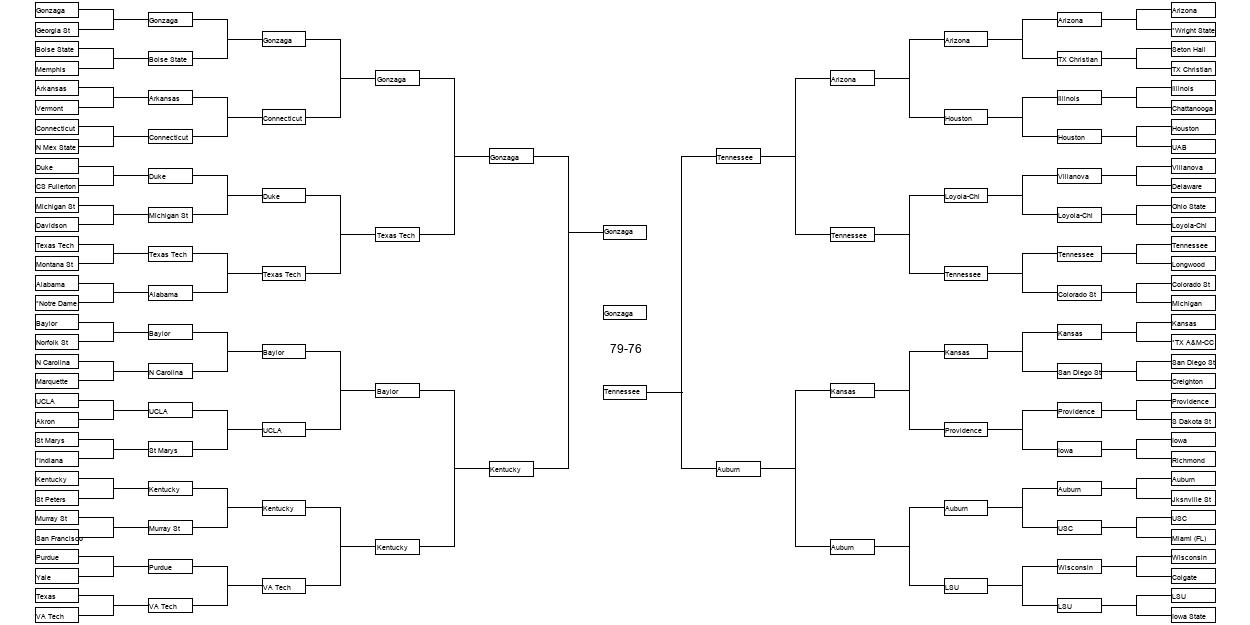 Gonzaga
Georgia St
Boise State
Memphis
Arkansas
Vermont
Connecticut
N Mex State
Duke
CS Fullerton
Michigan St
Davidson
Texas Tech
Montana St
Alabama
*Notre Dame
Baylor
Norfolk St
N Carolina
Marquette
UCLA
Akron
St Marys
*Indiana
Kentucky
St Peters
Murray St
San Francisco
Purdue
Yale
Texas
VA Tech
Gonzaga
Boise State
Arkansas
Connecticut
Duke
Michigan St
Texas Tech
Alabama
Baylor
N Carolina
UCLA
St Marys
Kentucky
Murray St
Purdue
VA Tech
Gonzaga
Connecticut
Duke
Texas Tech
Baylor
UCLA
Kentucky
VA Tech
Gonzaga
Texas Tech
Baylor
Kentucky
Gonzaga
Kentucky
Gonzaga
Gonzaga
79-76
Tennessee
Tennessee
Auburn
Arizona
Tennessee
Kansas
Auburn
Arizona
Houston
Loyola-Chi
Tennessee
Kansas
Providence
Auburn
LSU
Arizona
TX Christian
Illinois
Houston
Villanova
Loyola-Chi
Tennessee
Colorado St
Kansas
San Diego St
Providence
Iowa
Auburn
USC
Wisconsin
LSU
Arizona
*Wright State
Seton Hall
TX Christian
Illinois
Chattanooga
Houston
UAB
Villanova
Delaware
Ohio State
Loyola-Chi
Tennessee
Longwood
Colorado St
Michigan
Kansas
*TX A&M-CC
San Diego St
Creighton
Providence
S Dakota St
Iowa
Richmond
Auburn
Jksnville St
USC
Miami (FL)
Wisconsin
Colgate
LSU
Iowa State